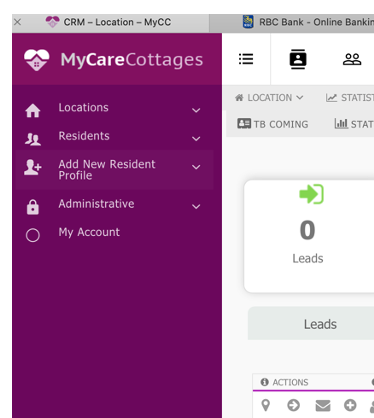 CRM – Location – MyCC
RBC Bank - Online Bankin
MyCareCottages
LOCATION
STATIST
TB COMING
STAT
Locations
Residents
Add New Resident
Profile
Administrative
My Account
0
Leads
Leads
ACTIONS